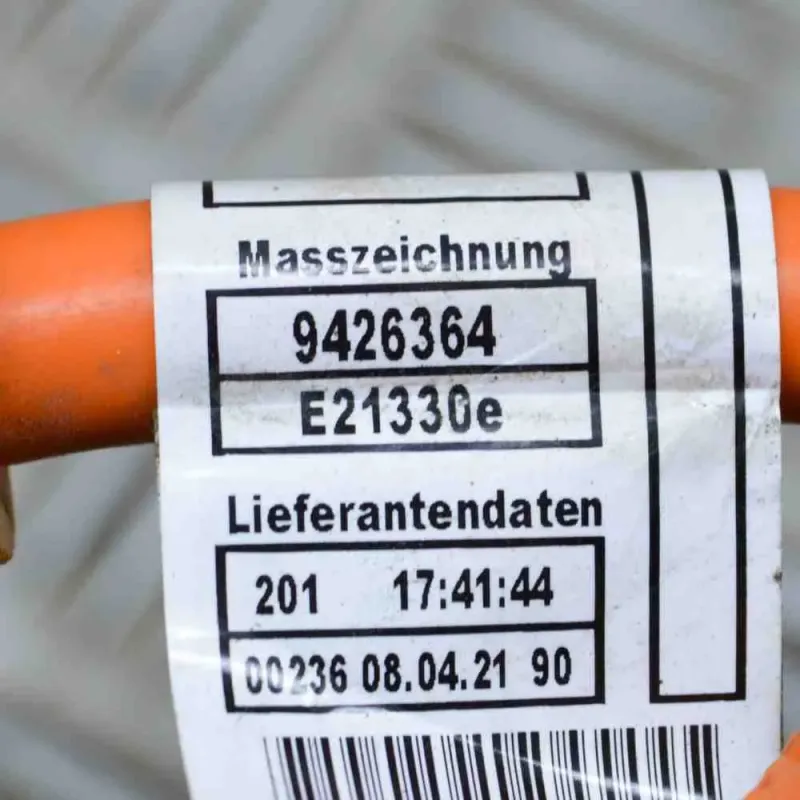 Masszeichnung
9426364
E21330e
Lieferantendaten
201 17:41:44
00236 08.04.21 90